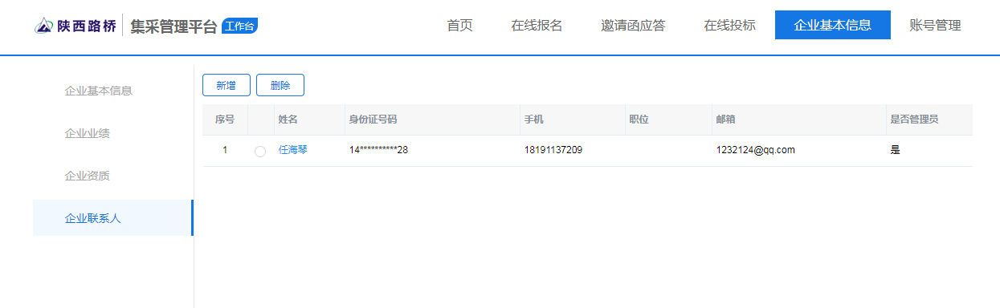 陕西路桥 集采管理平台 工作台 首页 在线报名 邀请函应答 在线投标 企业基本信息 账号管理
企业基本信息
企业业绩
企业资质
企业联系人
新增 删除
序号 姓名 身份证号码 手机 职位 邮箱 是否管理员
1 任海琴 14**********28 18191137209 1232124@qq.com 是